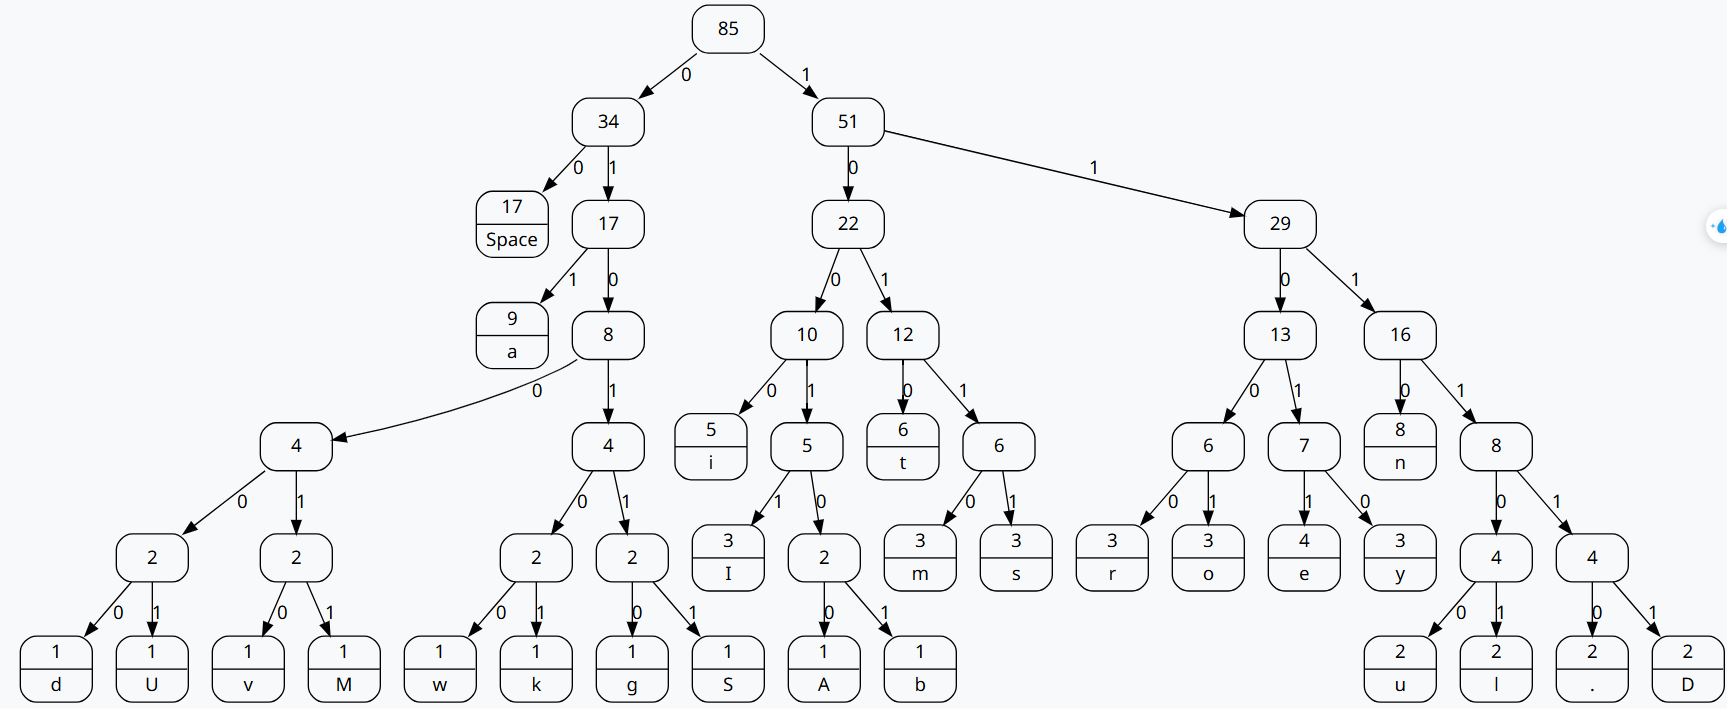 85
0 1
34 51
0 1 0 1
17 Space
17 22 29
1 0 0 1 0 1
9 a
8 10 12 13 16
0 1 0 1 0 1 0 1 0 1
4 4
5 i
5
6 t
6 6 7
8 n
8
0 1 0 1 1 0 0 1 0 1 1 0 0 1
2 2 2 2
3 I
2
3 m
3 s
3 r
3 o
4 e
3 y
4 4
0 1 0 1 0 1 0 1 0 1 0 1 0 1
1 d
1 U
1 v
1 M
1 w
1 k
1 g
1 S
1 A
1 b
2 u
2 l
2 .
2 D